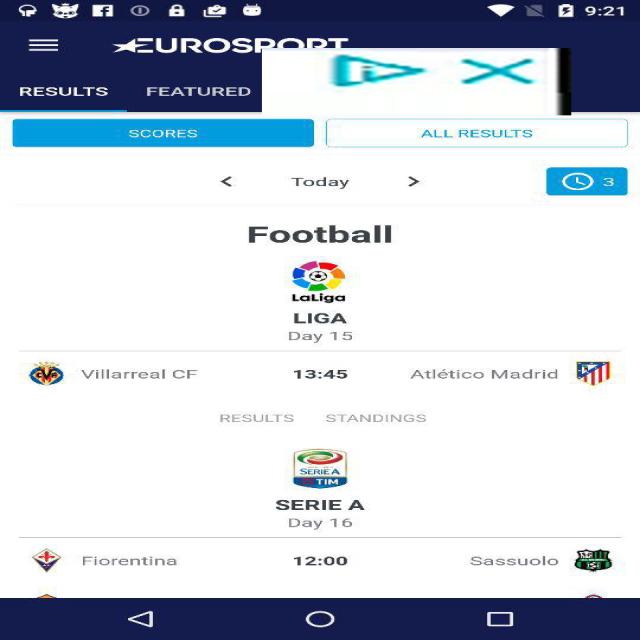 9:21
EUROSPORT
RESULTS FEATURED
SCORES ALL RESULTS
< Today > 3
Football
LaLiga
LIGA
Day 15
Villarreal CF 13:45 Atlético Madrid
RESULTS STANDINGS
SERIE A
TIM
SERIE A
Day 16
Fiorentina 12:00 Sassuolo